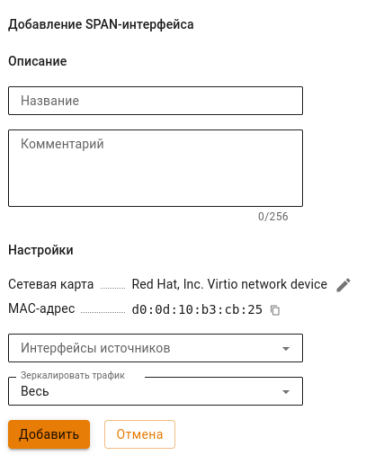 Добавление SPAN-интерфейса
Описание
Название
Комментарий
0/256
Настройки
Сетевая карта ........ Red Hat, Inc. Virtio network device
MAC-адрес ............ d0:0d:10:b3:cb:25
Интерфейсы источников
Зеркалировать трафик
Весь
Добавить Отмена